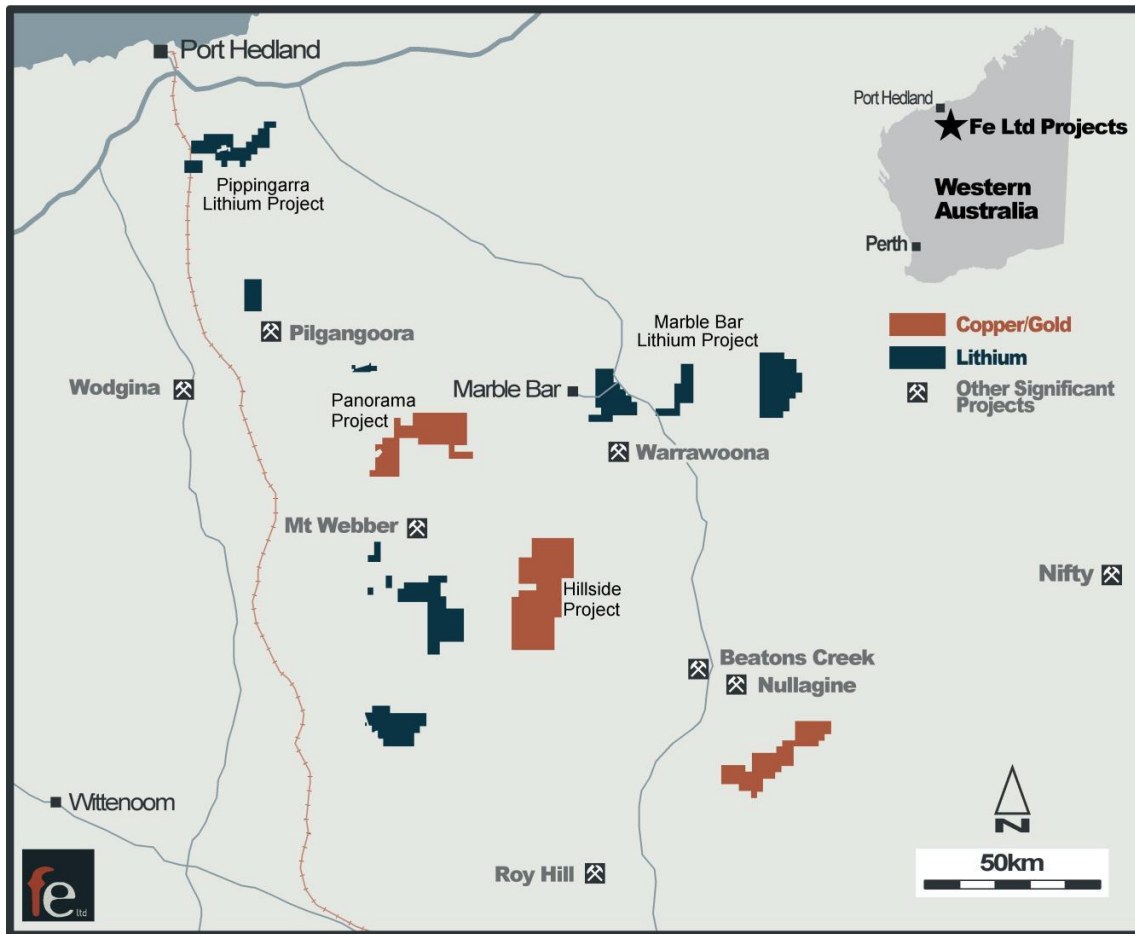 Port Hedland
Pippingarra
Lithium Project
Pilgangoora
Wodgina
Panorama
Project
Marble Bar
Marble Bar
Lithium Project
Warrawoona
Mt Webber
Hillside
Project
Nifty
Beatons Creek
Nullagine
Wittenoom
Roy Hill
Port Hedland
Fe Ltd Projects
Western
Australia
Perth
Copper/Gold
Lithium
Other Significant
Projects
N
50km
fe
ltd